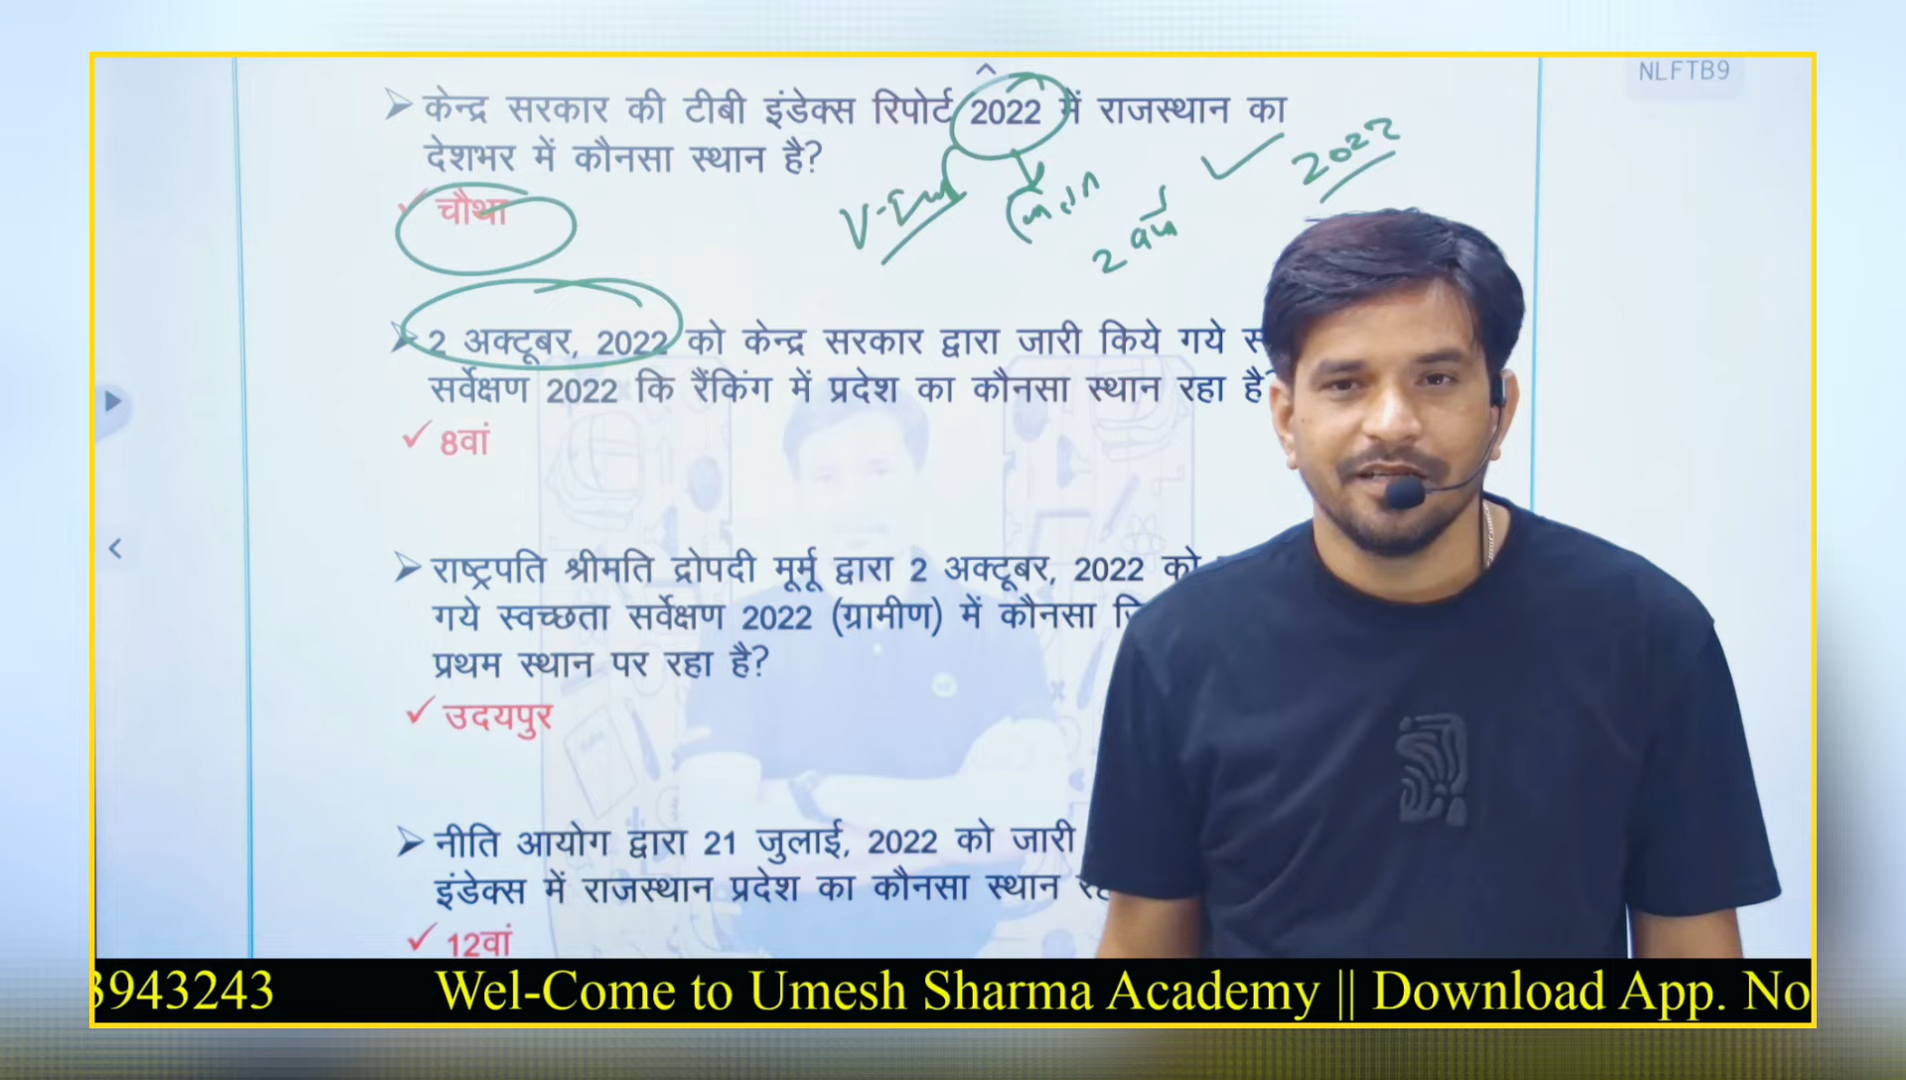 NLFTB9
केन्द्र सरकार की टीबी इंडेक्स रिपोर्ट 2022 में राजस्थान का
देशभर में कौनसा स्थान है?
2022
चौथा
2
2 अक्टूबर, 2022 को केन्द्र सरकार द्वारा जारी किये गये
सर्वेक्षण 2022 कि रैंकिंग में प्रदेश का कौनसा स्थान रहा है
8वां
राष्ट्रपति श्रीमति द्रोपदी मूर्मू द्वारा 2 अक्टूबर, 2022 को
गये स्वच्छता सर्वेक्षण 2022 (ग्रामीण) में कौनसा
प्रथम स्थान पर रहा है?
उदयपुर
नीति आयोग द्वारा 21 जुलाई, 2022 को जारी
इंडेक्स में राजस्थान प्रदेश का कौनसा स्थान
12वां
3943243 Wel-Come to Umesh Sharma Academy || Download App. No